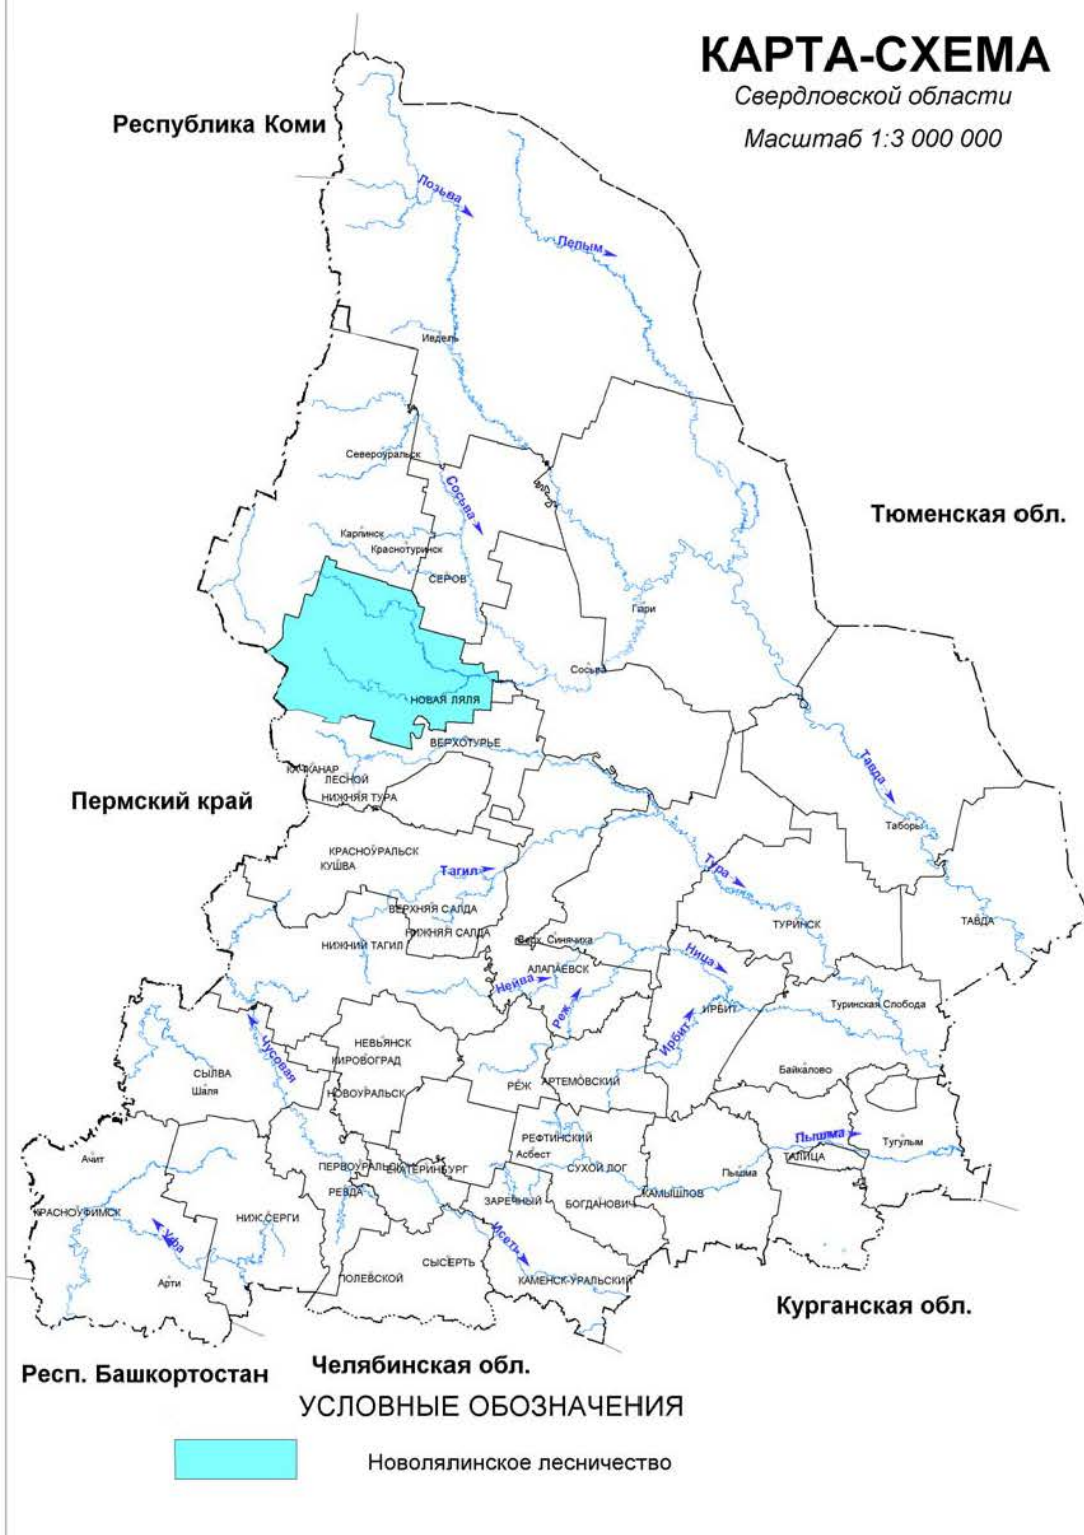 КАРТА-СХЕМА
Свердловской области
Масштаб 1:3 000 000
Республика Коми
Лозьва
Пелым
Ивдель
Североуральск
Сосьва
Тюменская обл.
Карпинск
Краснотуринск
СЕРОВ
Гари
Сосьва
НОВАЯ ЛЯЛЯ
ВЕРХОТУРЬЕ
КАЧКАНАР
ЛЕСНОЙ
НИЖНЯЯ ТУРА
Пермский край
Тавда
Таборы
КРАСНОУРАЛЬСК
КУШВА
Тагил
Тура
ВЕРХНЯЯ САЛДА
ТАВДА
ТУРИНСК
НИЖНЯЯ САЛДА
Верх. Синячиха
НИЖНИЙ ТАГИЛ
Ница
АЛАПАЕВСК
Нейва
Реж
Туринская Слобода
ИРБИТ
Ирбит
Чусовая
НЕВЬЯНСК
КИРОВОГРАД
СЫЛВА
Шаля
Байкалово
РЕЖ
АРТЕМОВСКИЙ
НОВОУРАЛЬСК
Пышма
РЕФТИНСКИЙ
Асбест
Тугулым
ТАЛИЦА
Ачит
ПЕРВОУРАЛЬСК
ЕКАТЕРИНБУРГ
СУХОЙ ЛОГ
Пышма
РЕВДА
ЗАРЕЧНЫЙ
БОГДАНОВИЧ
КАМЫШЛОВ
КРАСНОУФИМСК
НИЖ.СЕРГИ
Уфа
Исеть
СЫСЕРТЬ
Арти
ПОЛЕВСКОЙ
КАМЕНСК-УРАЛЬСКИЙ
Курганская обл.
Челябинская обл.
Респ. Башкортостан
УСЛОВНЫЕ ОБОЗНАЧЕНИЯ
Новолялинское лесничество